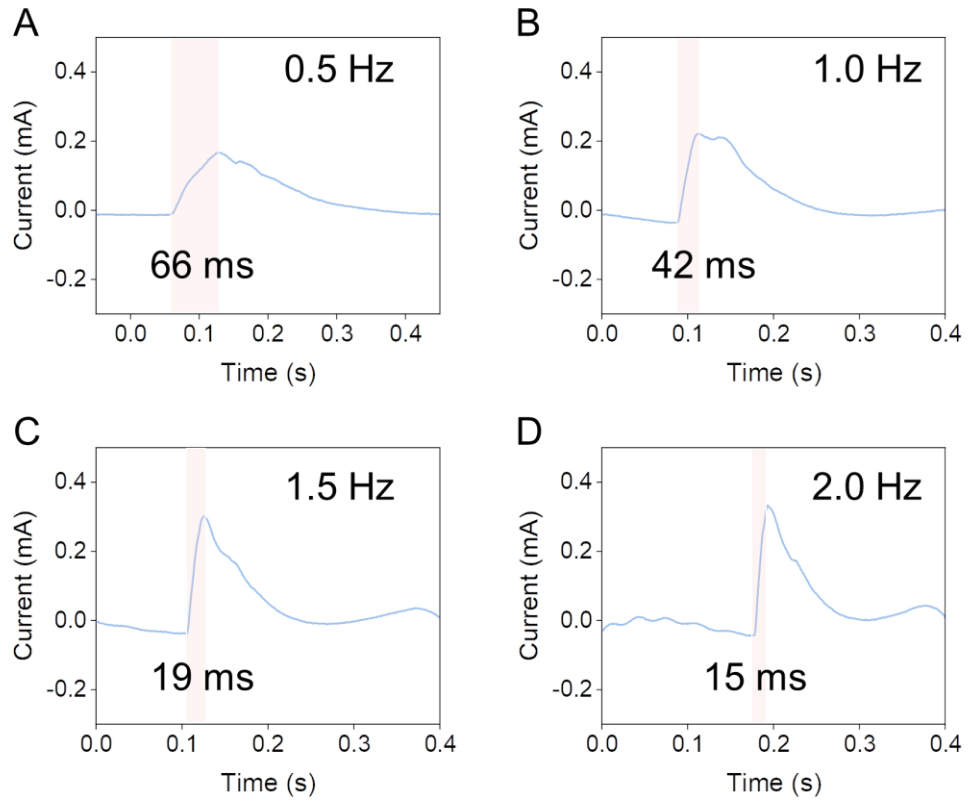 A
0.5 Hz
0.4
0.2
0.0
-0.2
Current (mA)
66 ms
0.0 0.1 0.2 0.3 0.4
Time (s)
B
1.0 Hz
0.4
0.2
0.0
-0.2
Current (mA)
42 ms
0.0 0.1 0.2 0.3 0.4
Time (s)
C
1.5 Hz
0.4
0.2
0.0
-0.2
Current (mA)
19 ms
0.0 0.1 0.2 0.3 0.4
Time (s)
D
2.0 Hz
0.4
0.2
0.0
-0.2
Current (mA)
15 ms
0.0 0.1 0.2 0.3 0.4
Time (s)